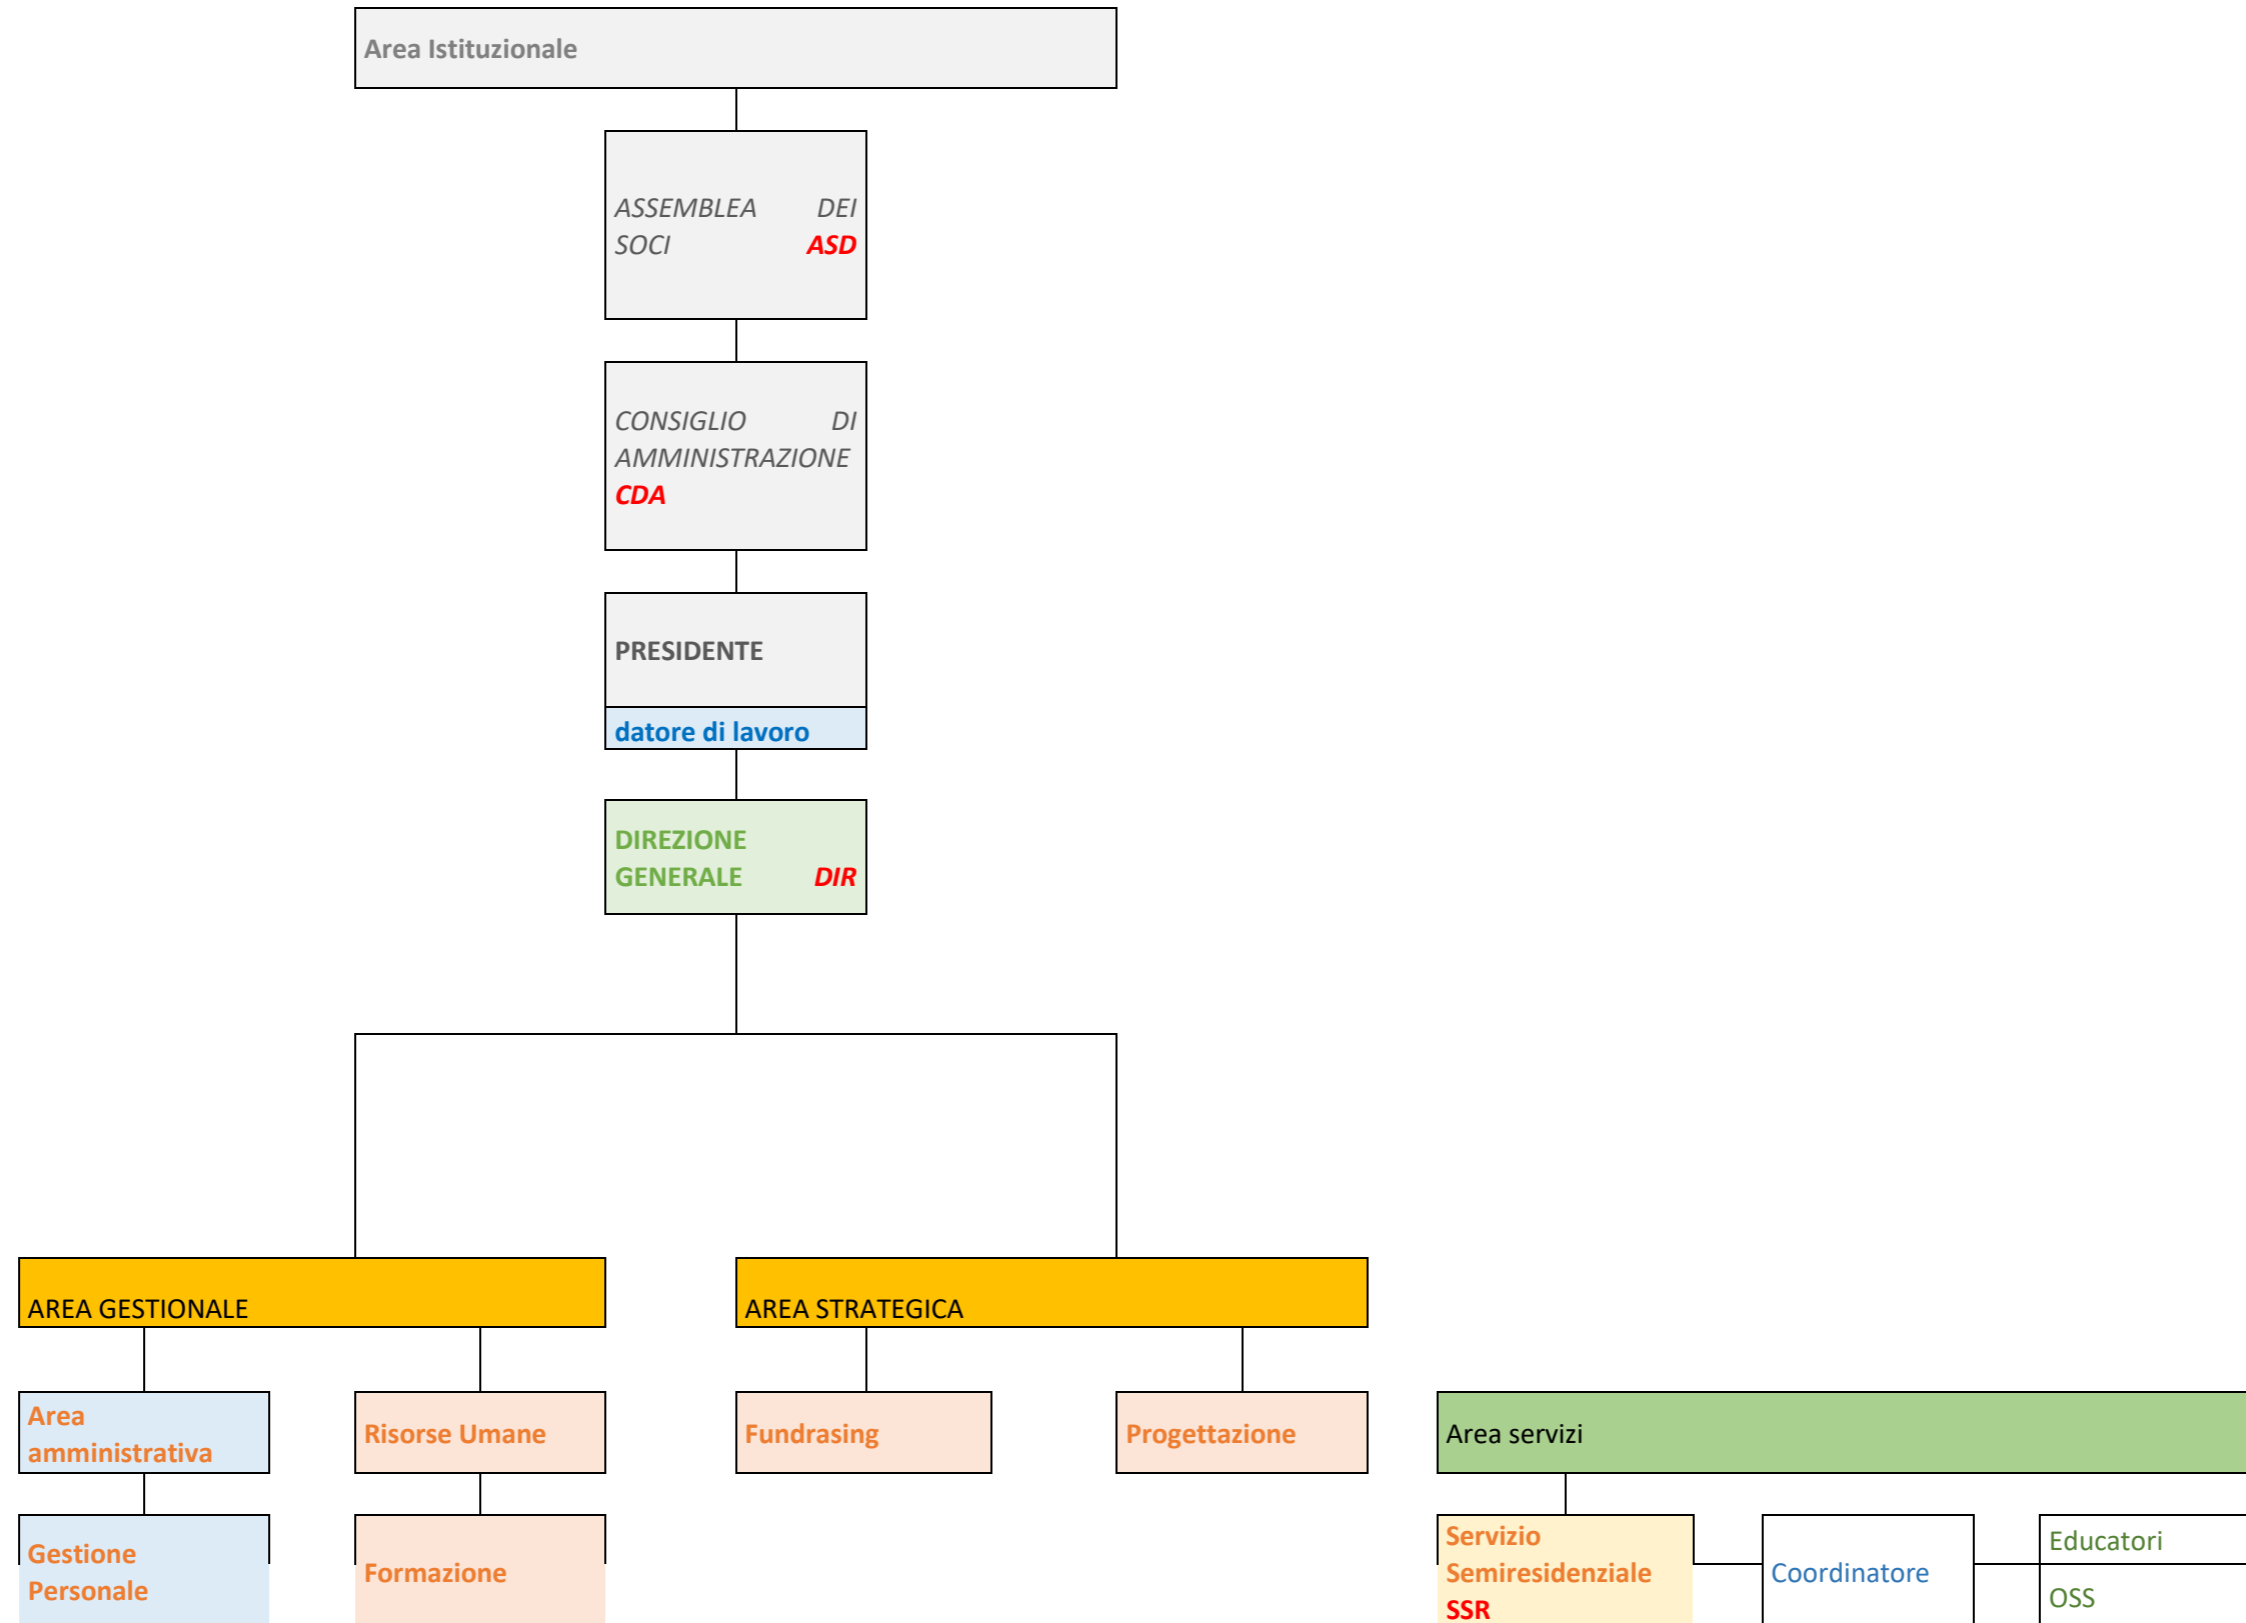 Area Istituzionale
ASSEMBLEA DEI
SOCI ASD
CONSIGLIO DI
AMMINISTRAZIONE
CDA
PRESIDENTE
datore di lavoro
DIREZIONE
GENERALE DIR
AREA GESTIONALE
AREA STRATEGICA
Area
amministrativa
Risorse Umane
Fundrasing
Progettazione
Area servizi
Gestione
Personale
Formazione
Servizio
Semiresidenziale
SSR
Coordinatore
Educatori
OSS